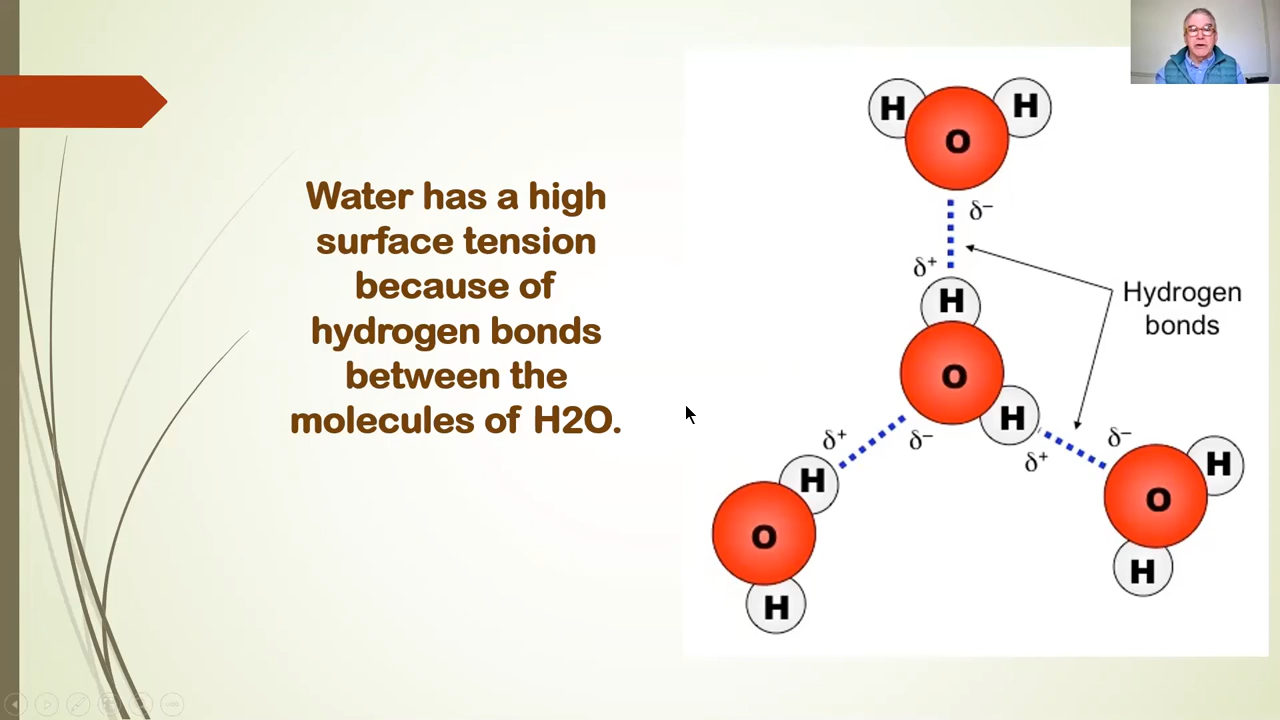 Water has a high
surface tension
because of
hydrogen bonds
between the
molecules of H2O.
H O H
δ−
δ+
H
O
H
Hydrogen
bonds
δ+
δ−
δ+
δ−
H
O
H
O
H
H